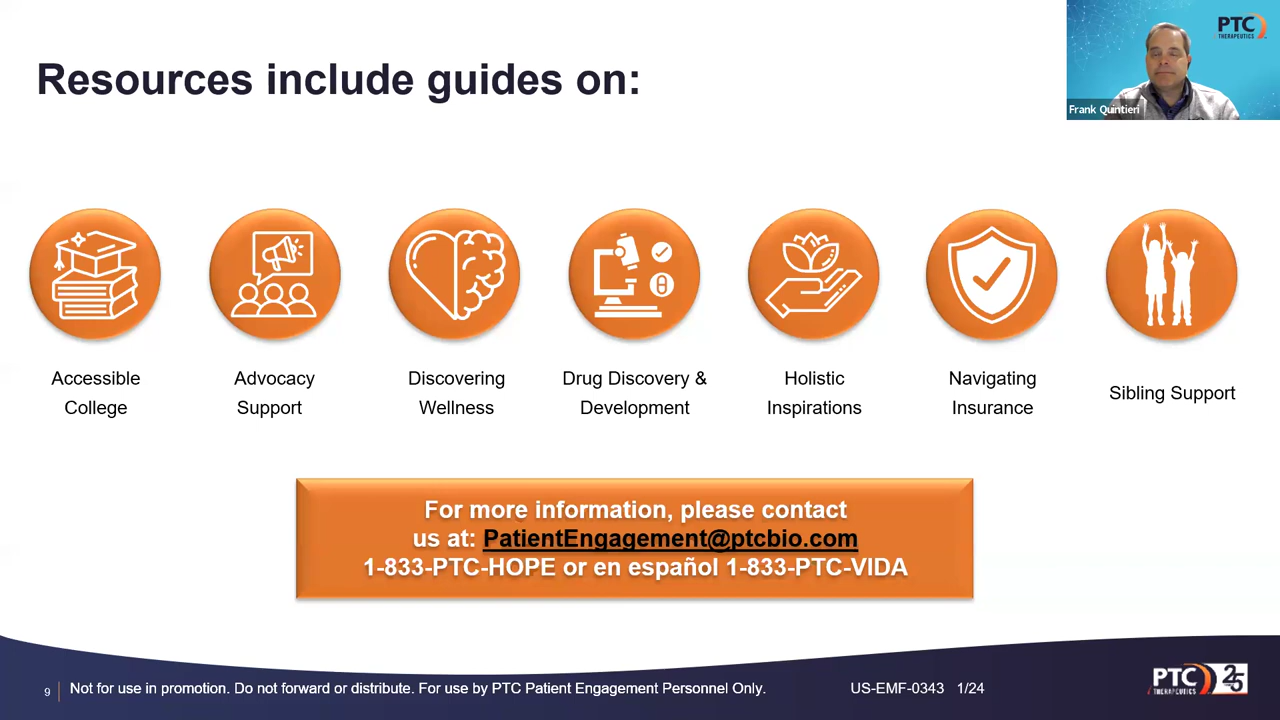 PTC
THERAPEUTICS
Frank Quintieri
Resources include guides on:
Accessible
College
Advocacy
Support
Discovering
Wellness
Drug Discovery &
Development
Holistic
Inspirations
Navigating
Insurance
Sibling Support
For more information, please contact
us at: PatientEngagement@ptcbio.com
1-833-PTC-HOPE or en español 1-833-PTC-VIDA
9
Not for use in promotion. Do not forward or distribute. For use by PTC Patient Engagement Personnel Only.
US-EMF-0343 1/24
PTC
THERAPEUTICS
25